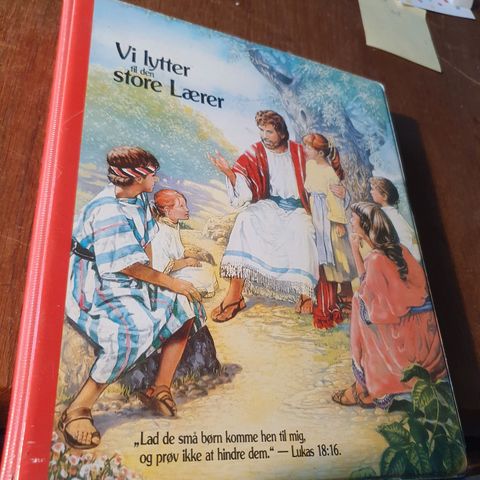 Vi lytter
til den
store Lærer
„Lad de små børn komme hen til mig,
og prøv ikke at hindre dem.“ — Lukas 18:16.